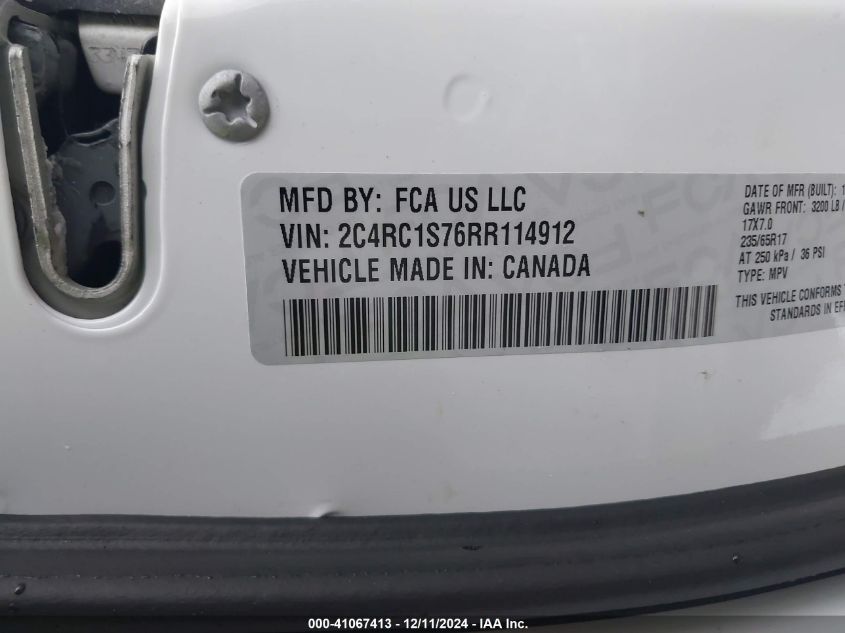 MFD BY: FCA US LLC
VIN: 2C4RC1S76RR114912
VEHICLE MADE IN: CANADA
DATE OF MFR (BUILT): 1
GAWR FRONT: 3200 LB /
17X7.0
235/65R17
AT 250 kPa / 36 PSI
TYPE: MPV
THIS VEHICLE CONFORMS
STANDARDS IN
000-41067413 - 12/11/2024 - IAA Inc.